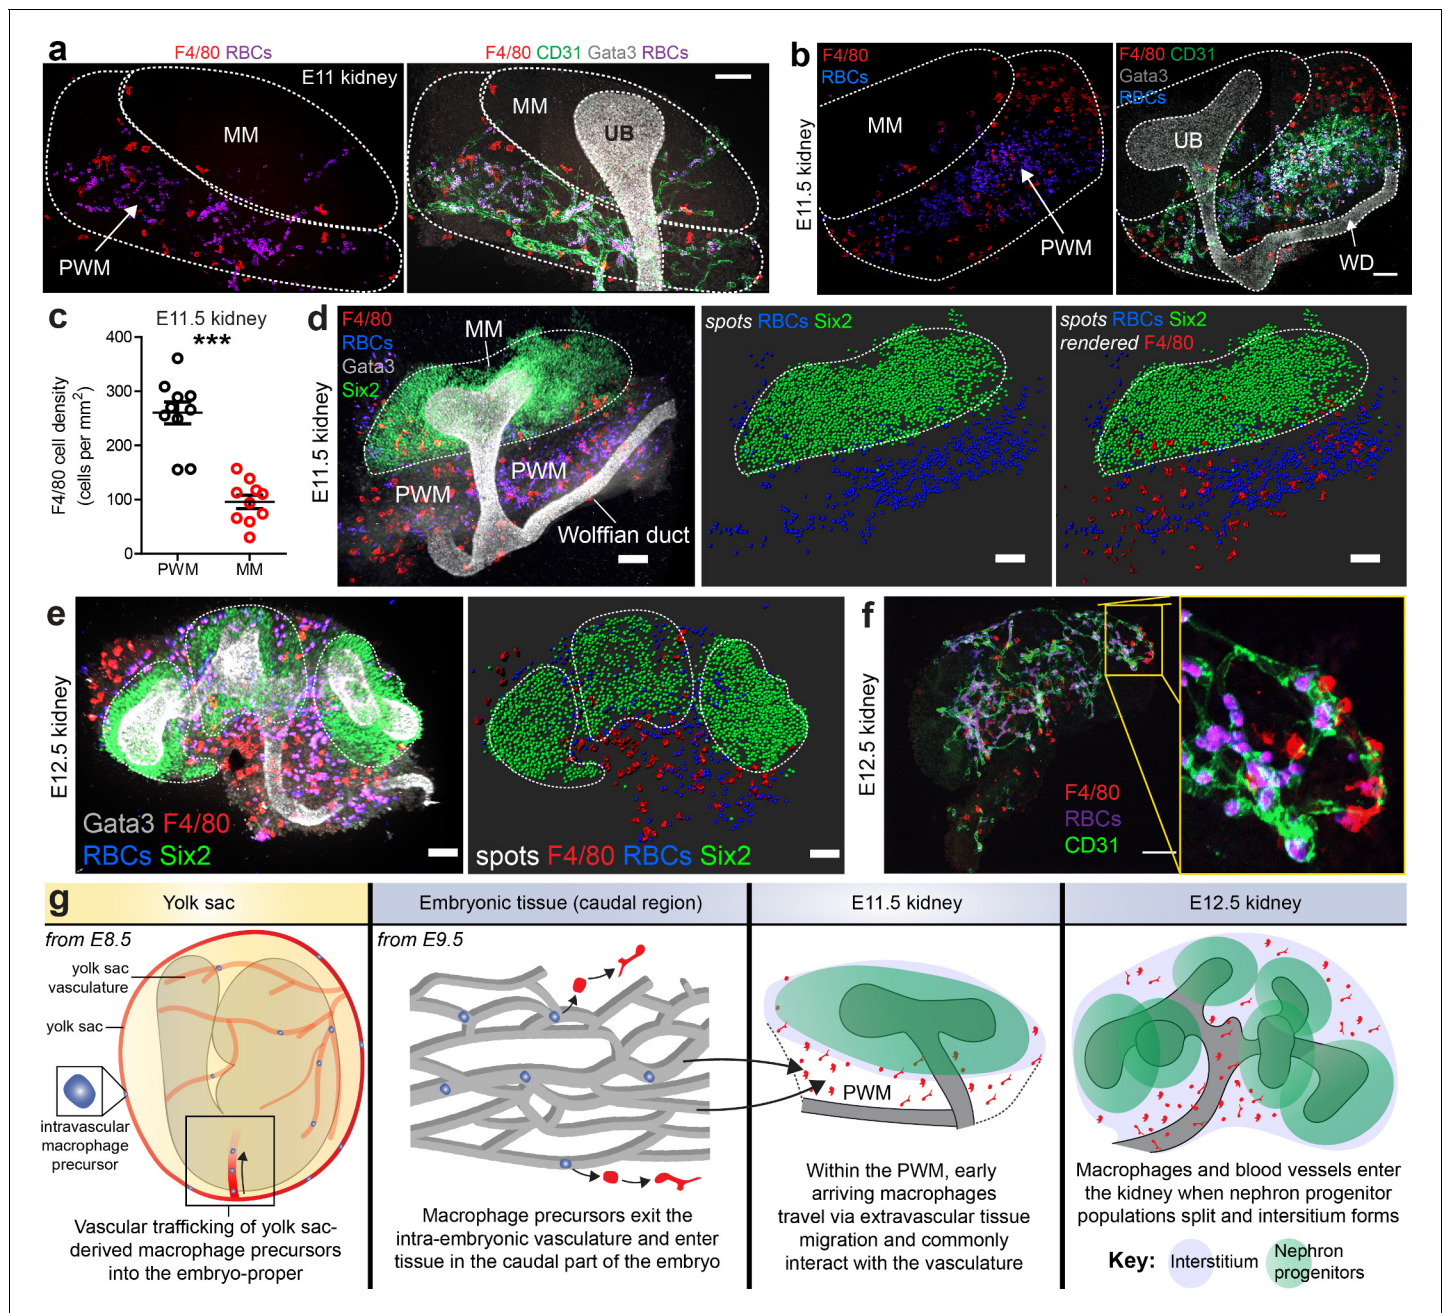 a
F4/80 RBCs
E11 kidney
MM
PWM
F4/80 CD31 Gata3 RBCs
MM
UB
b
E11.5 kidney
F4/80
RBCs
MM
PWM
F4/80 CD31
Gata3
RBCs
UB
WD
c
E11.5 kidney
***
F4/80 cell density
(cells per mm²)
400
300
200
100
0
PWM
MM
d
E11.5 kidney
F4/80
RBCs
Gata3
Six2
MM
PWM
PWM
Wolffian duct
spots RBCs Six2
spots RBCs Six2
rendered F4/80
e
E12.5 kidney
Gata3 F4/80
RBCs Six2
spots F4/80 RBCs Six2
f
E12.5 kidney
F4/80
RBCs
CD31
g
Yolk sac
from E8.5
yolk sac
vasculature
yolk sac
intravascular
macrophage
precursor
Vascular trafficking of yolk sac-
derived macrophage precursors
into the embryo-proper
Embryonic tissue (caudal region)
from E9.5
Macrophage precursors exit the
intra-embryonic vasculature and enter
tissue in the caudal part of the embryo
E11.5 kidney
PWM
Within the PWM, early
arriving macrophages
travel via extravascular tissue
migration and commonly
interact with the vasculature
E12.5 kidney
Macrophages and blood vessels enter
the kidney when nephron progenitor
populations split and intersitium forms
Key:
Interstitium
Nephron
progenitors